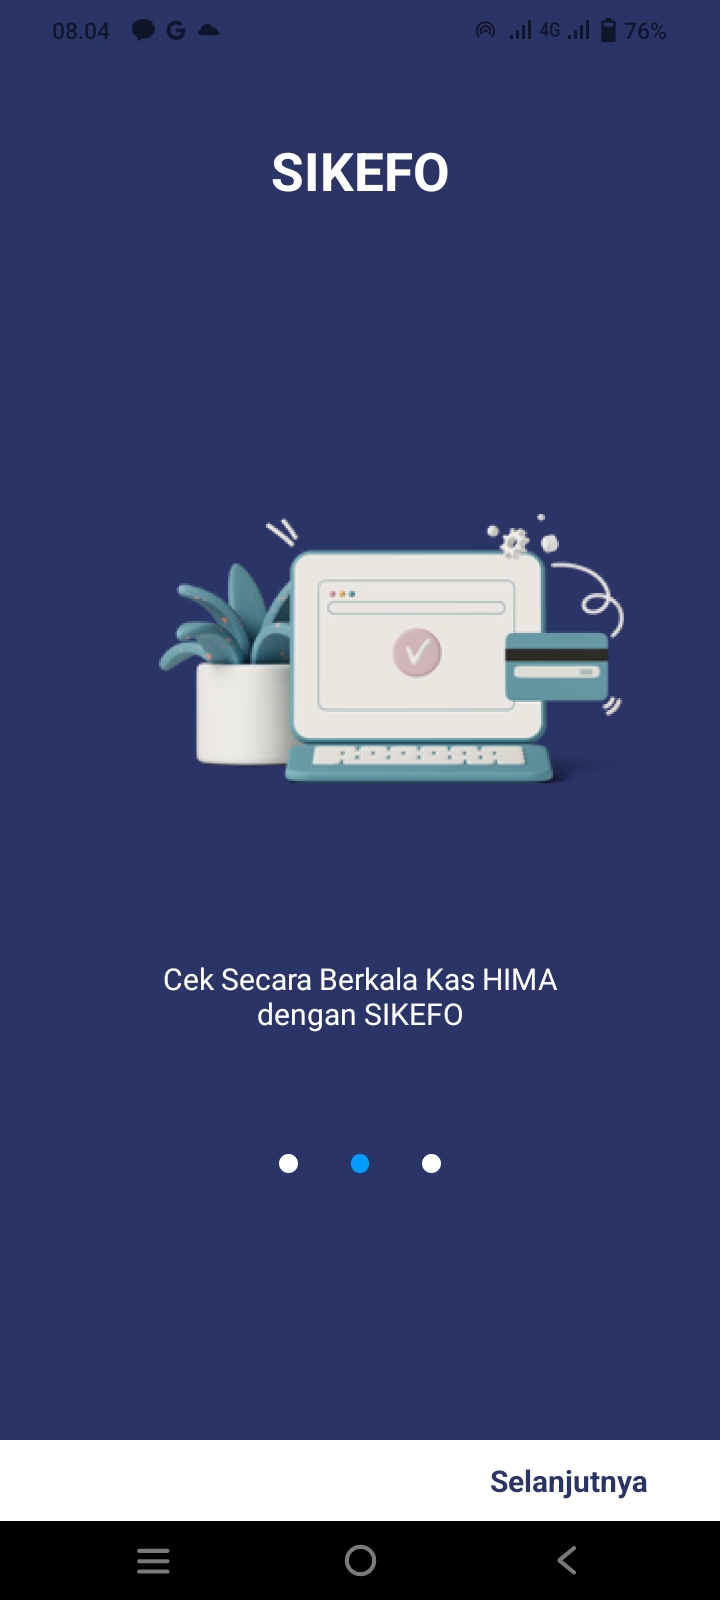 08.04 4G 76%
SIKEFO
Cek Secara Berkala Kas HIMA
dengan SIKEFO
Selanjutnya